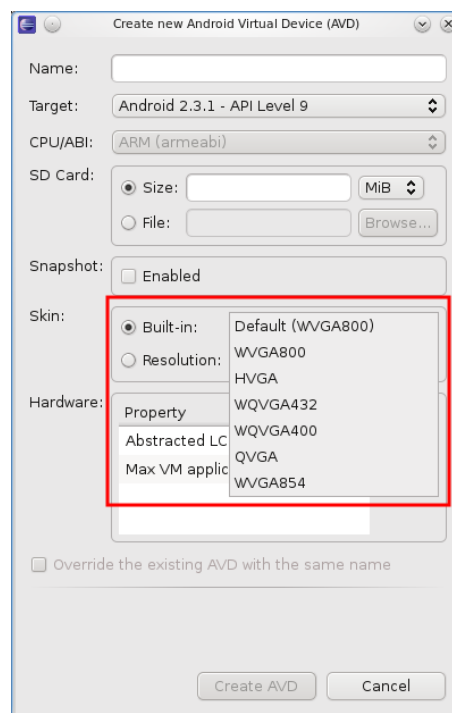 Create new Android Virtual Device (AVD)
Name:
Target: Android 2.3.1 - API Level 9
CPU/ABI: ARM (armeabi)
SD Card:
Size: MiB
File: Browse...
Snapshot: Enabled
Skin:
Built-in: Default (WVGA800)
WVGA800
Resolution:
HVGA
Hardware:
WQVGA432
Property
WQVGA400
Abstracted LC
QVGA
Max VM applic
WVGA854
Override the existing AVD with the same name
Create AVD Cancel